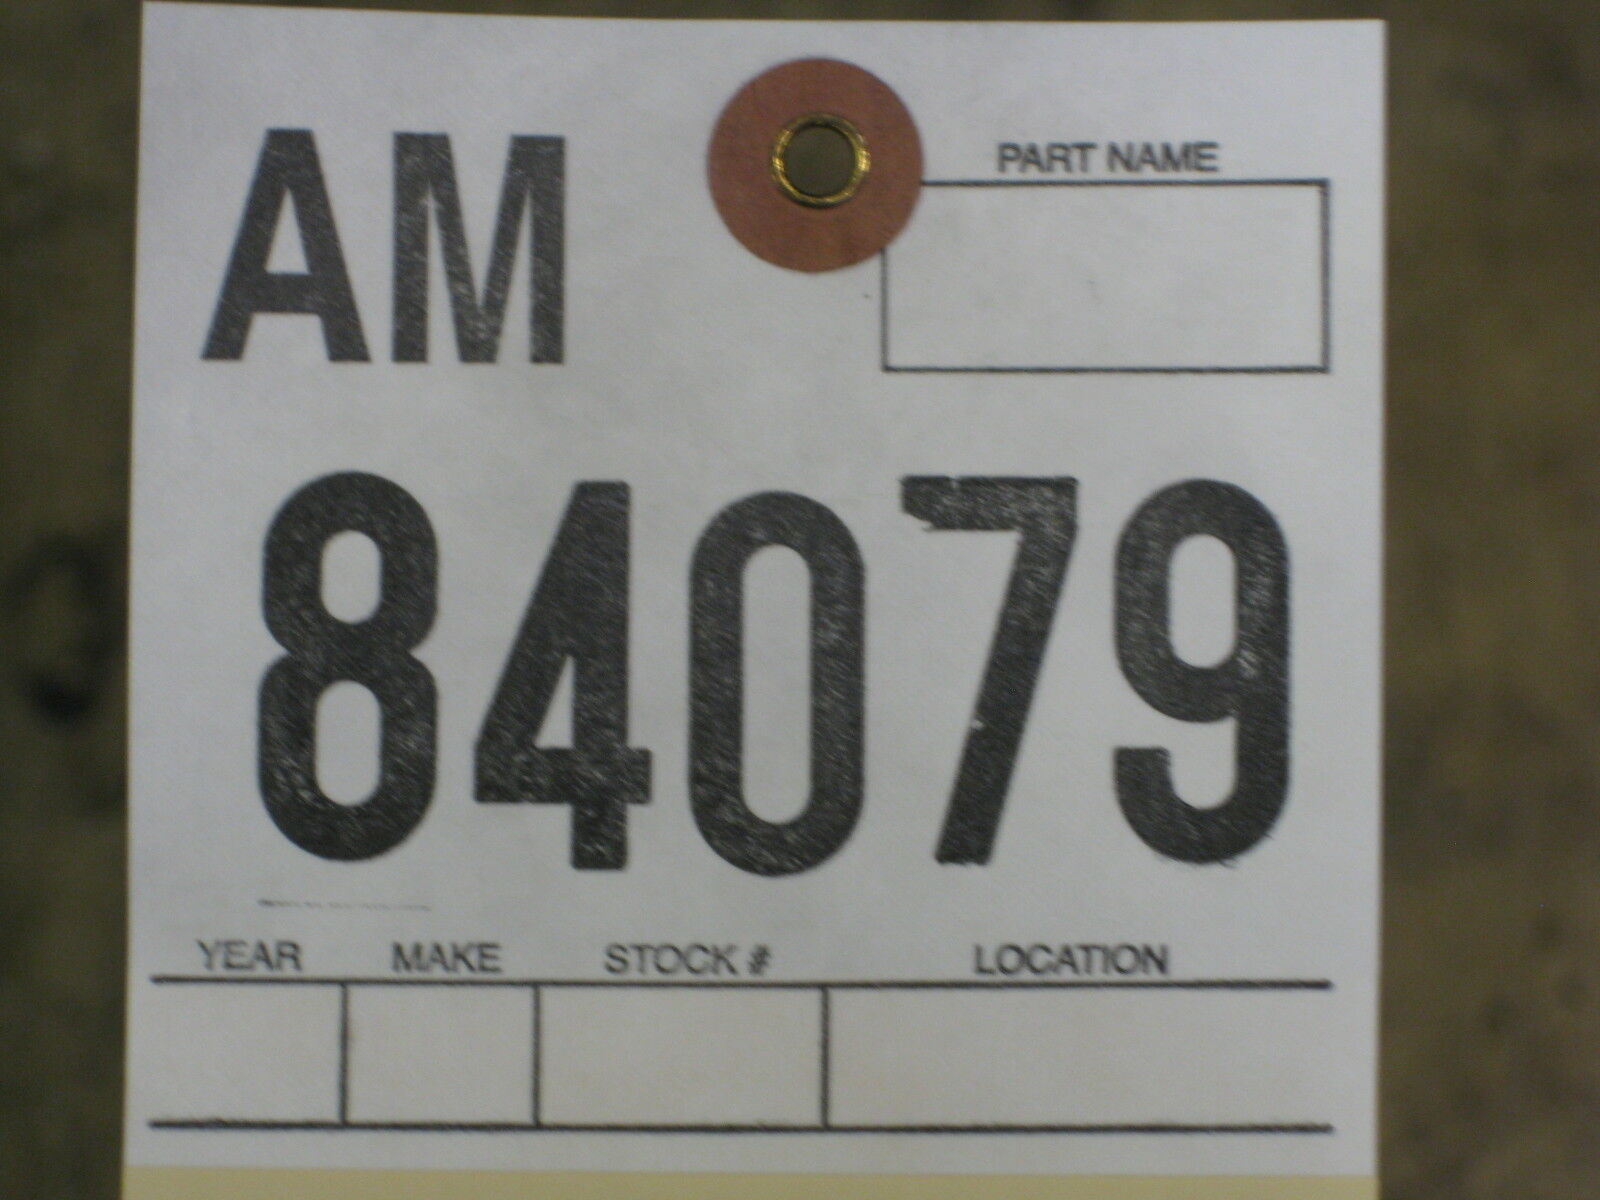 AM
PART NAME
84079
YEAR MAKE STOCK # LOCATION